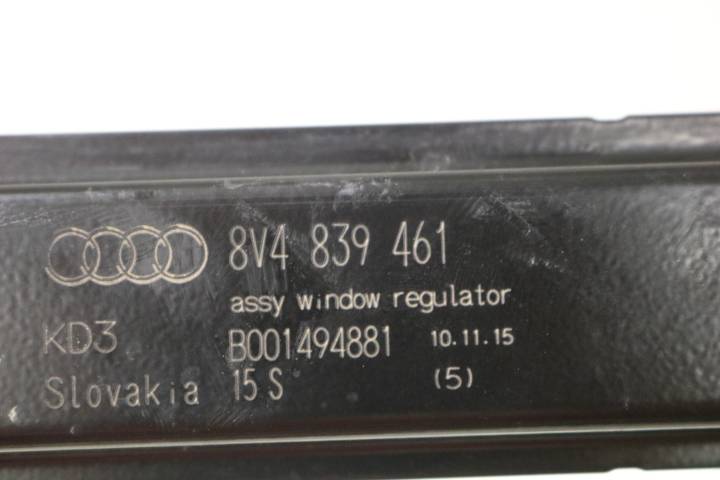 8V4 839 461
assy window regulator
KD3 B001494881 10.11.15
Slovakia 15 S (5)